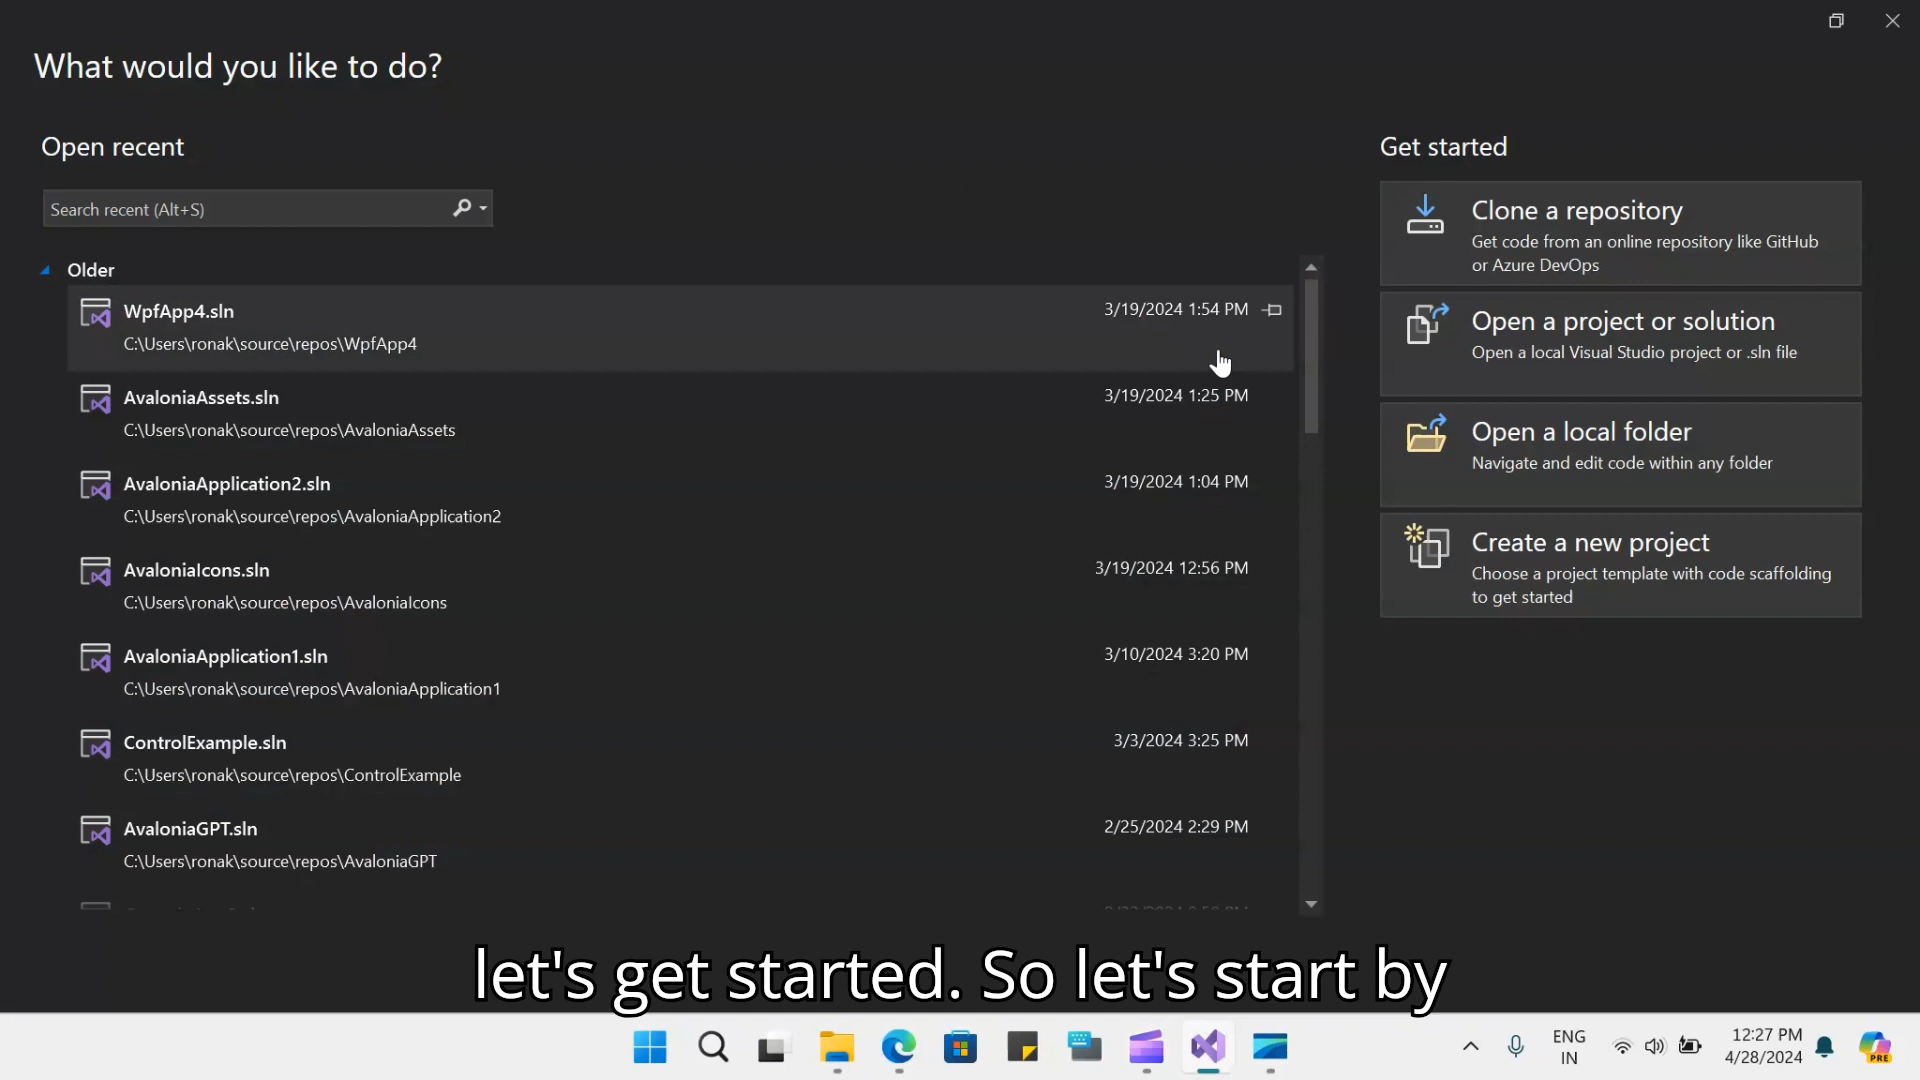 What would you like to do?
Open recent
Search recent (Alt+S)
Older
WpfApp4.sln
3/19/2024 1:54 PM
C:\Users\ronak\source\repos\WpfApp4
AvaloniaAssets.sln
3/19/2024 1:25 PM
C:\Users\ronak\source\repos\AvaloniaAssets
AvaloniaApplication2.sln
3/19/2024 1:04 PM
C:\Users\ronak\source\repos\AvaloniaApplication2
AvaloniaIcons.sln
3/19/2024 12:56 PM
C:\Users\ronak\source\repos\AvaloniaIcons
AvaloniaApplication1.sln
3/10/2024 3:20 PM
C:\Users\ronak\source\repos\AvaloniaApplication1
ControlExample.sln
3/3/2024 3:25 PM
C:\Users\ronak\source\repos\ControlExample
AvaloniaGPT.sln
2/25/2024 2:29 PM
C:\Users\ronak\source\repos\AvaloniaGPT
Get started
Clone a repository
Get code from an online repository like GitHub
or Azure DevOps
Open a project or solution
Open a local Visual Studio project or .sln file
Open a local folder
Navigate and edit code within any folder
Create a new project
Choose a project template with code scaffolding
to get started
let's get started. So let's start by
ENG
IN
12:27 PM
4/28/2024
PRE